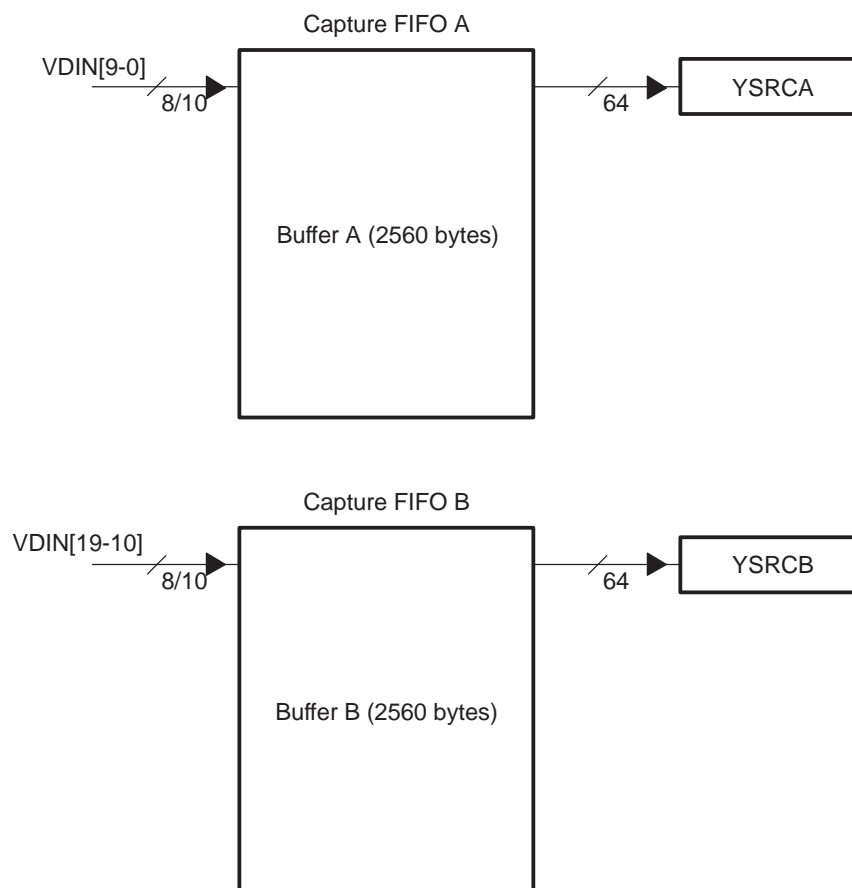 Capture FIFO A
VDIN[9-0]
8/10
64
YSRCA
Buffer A (2560 bytes)
Capture FIFO B
VDIN[19-10]
8/10
64
YSRCB
Buffer B (2560 bytes)